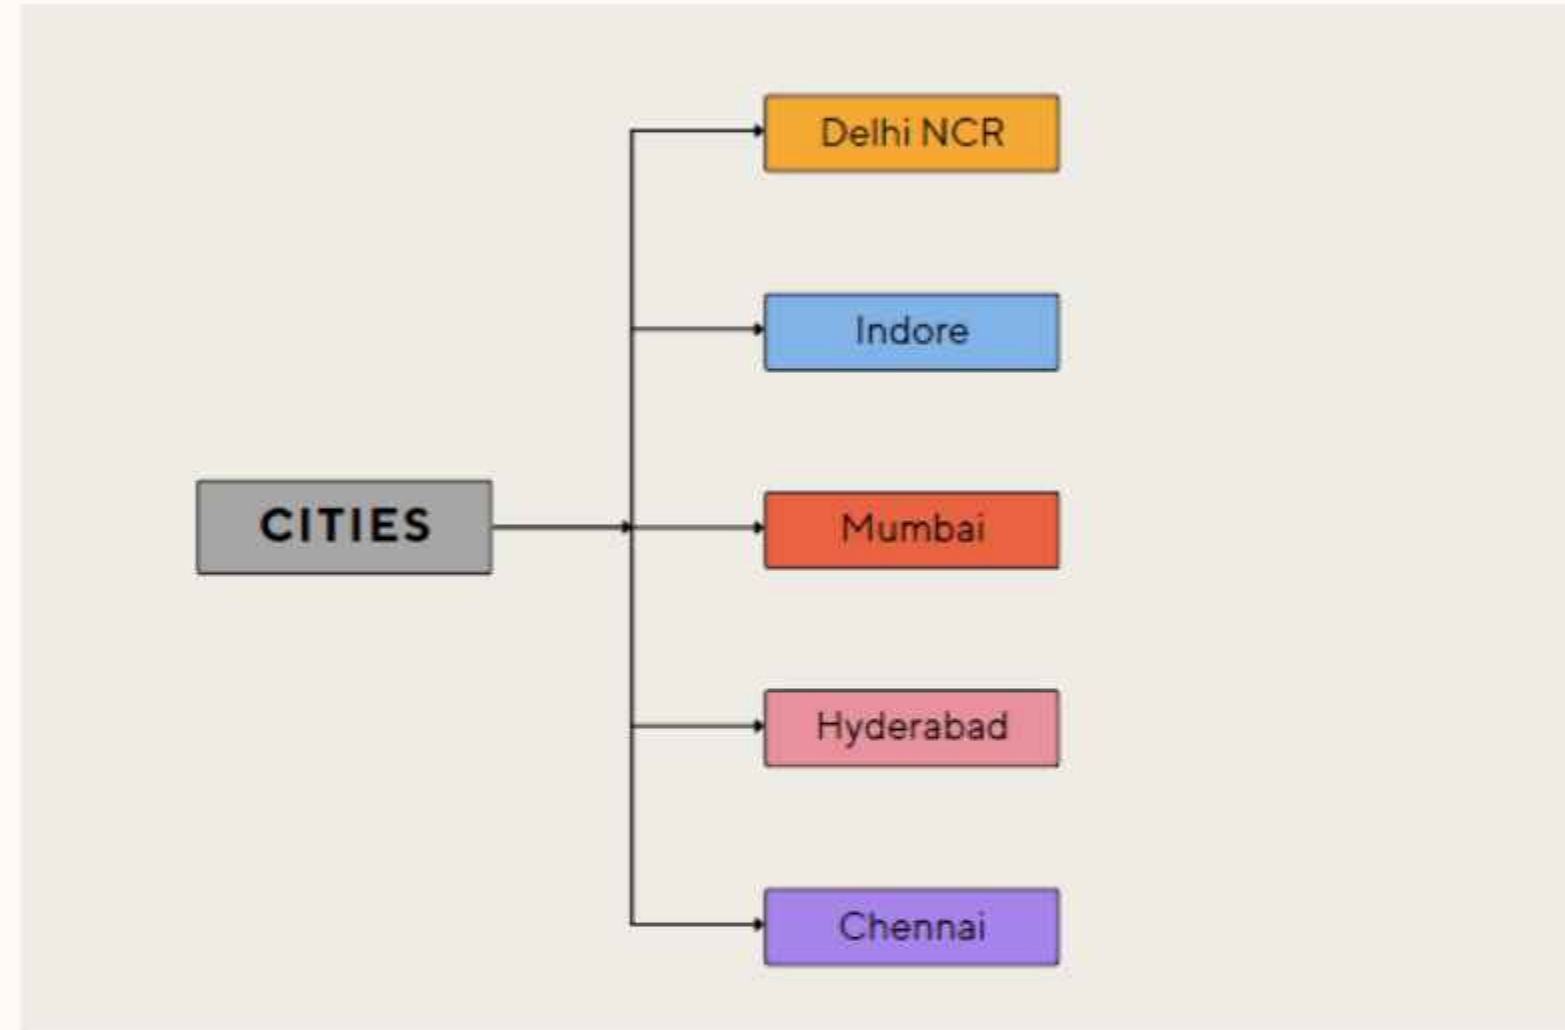 Delhi NCR
Indore
CITIES
Mumbai
Hyderabad
Chennai